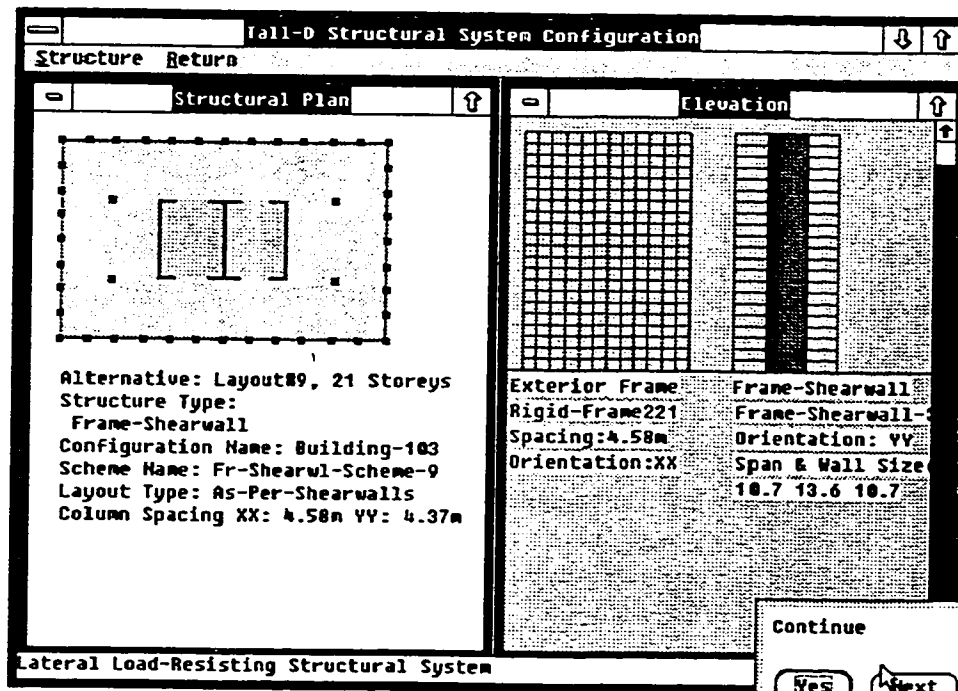 Tall-D Structural System Configuration
Structure Return
Structural Plan
Alternative: Layout#9, 21 Storeys
Structure Type:
Frame-Shearwall
Configuration Name: Building-103
Scheme Name: Fr-Shearwl-Scheme-9
Layout Type: As-Per-Shearwalls
Column Spacing XX: 4.58m YY: 4.37m
Elevation
Exterior Frame
Rigid-Frame221
Spacing:4.58m
Orientation:XX
Frame-Shearwall
Frame-Shearwall-
Orientation: YY
Span & Wall Size
10.7 13.6 10.7
Continue
Yes
Lateral Load-Resisting Structural System